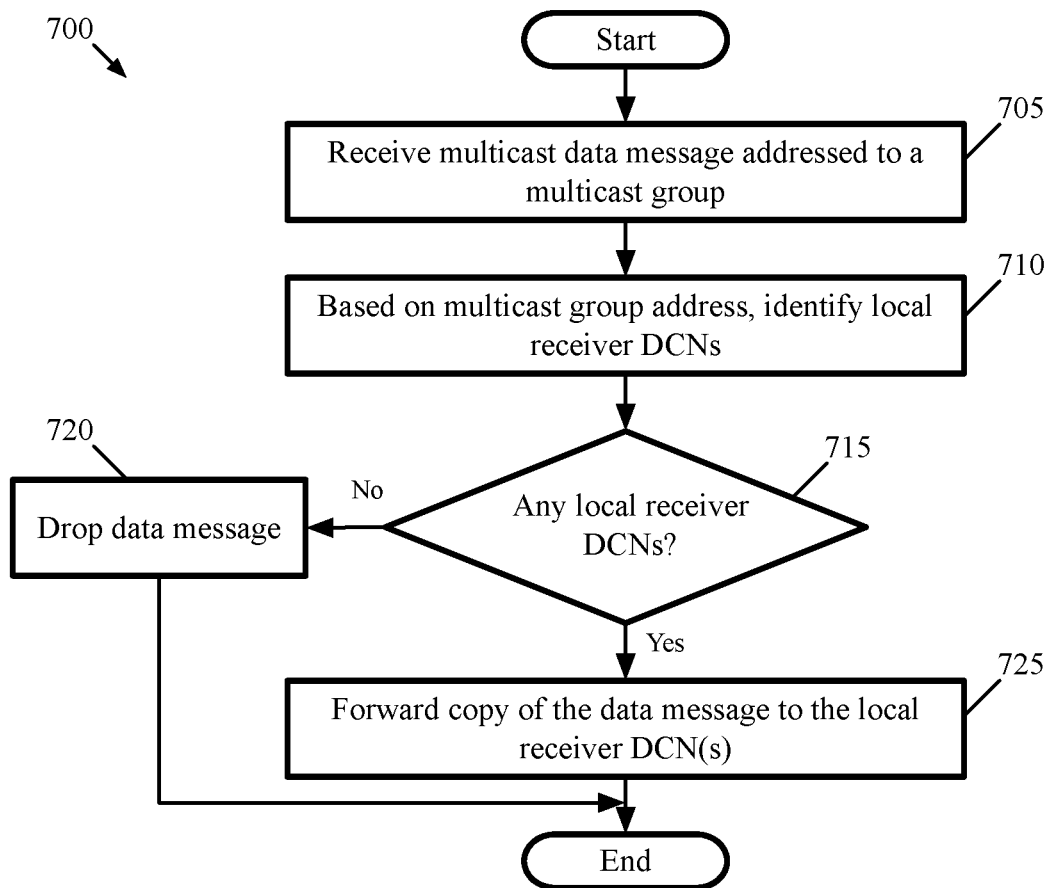 700
Start
705
Receive multicast data message addressed to a
multicast group
710
Based on multicast group address, identify local
receiver DCNs
720
715
No
Any local receiver
DCNs?
Drop data message
Yes
725
Forward copy of the data message to the local
receiver DCN(s)
End